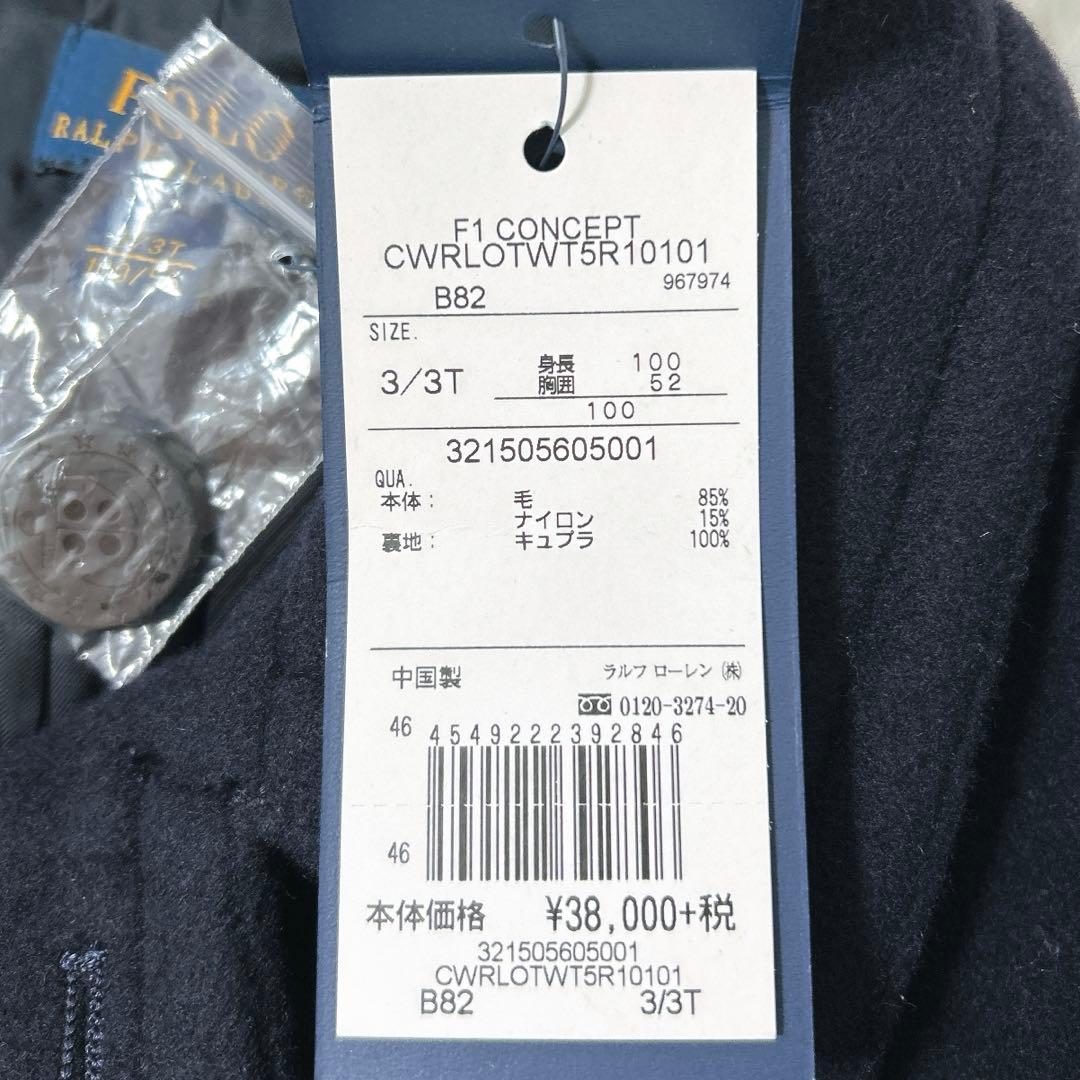 POLO
RALPH LAUREN
3/3T
F1 CONCEPT
CWRLOTWT5R10101
B82
967974
SIZE.
3/3T
身長 100
胸囲 52
100
321505605001
QUA.
本体: 毛 85%
ナイロン 15%
裏地: キュプラ 100%
中国製
ラルフ ローレン ㈱
0120-3274-20
46
4549222392846
46
本体価格 ¥38,000+税
321505605001
CWRLOTWT5R10101
B82 3/3T